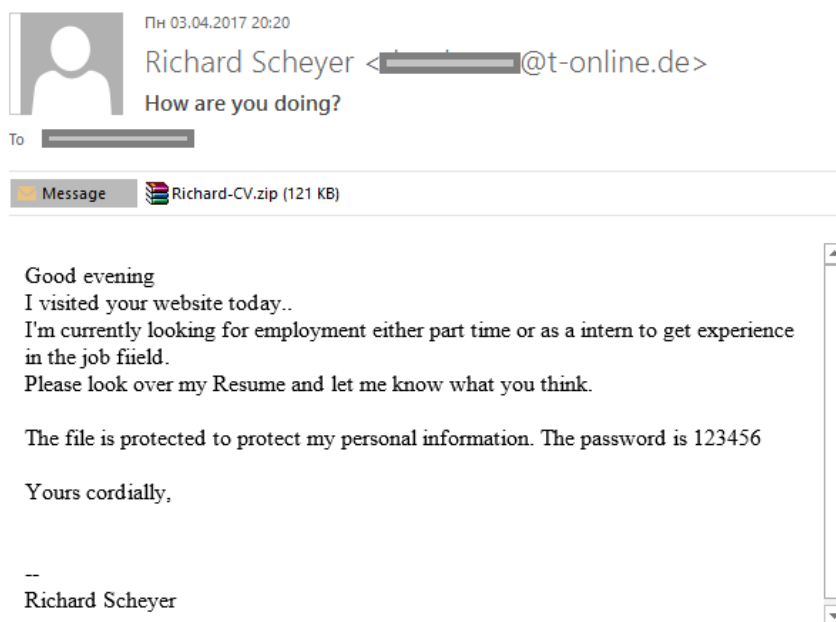 Пн 03.04.2017 20:20
Richard Scheyer < @t-online.de>
How are you doing?
To
Message Richard-CV.zip (121 KB)
Good evening
I visited your website today..
I'm currently looking for employment either part time or as a intern to get experience
in the job fiield.
Please look over my Resume and let me know what you think.
The file is protected to protect my personal information. The password is 123456
Yours cordially,
--
Richard Scheyer